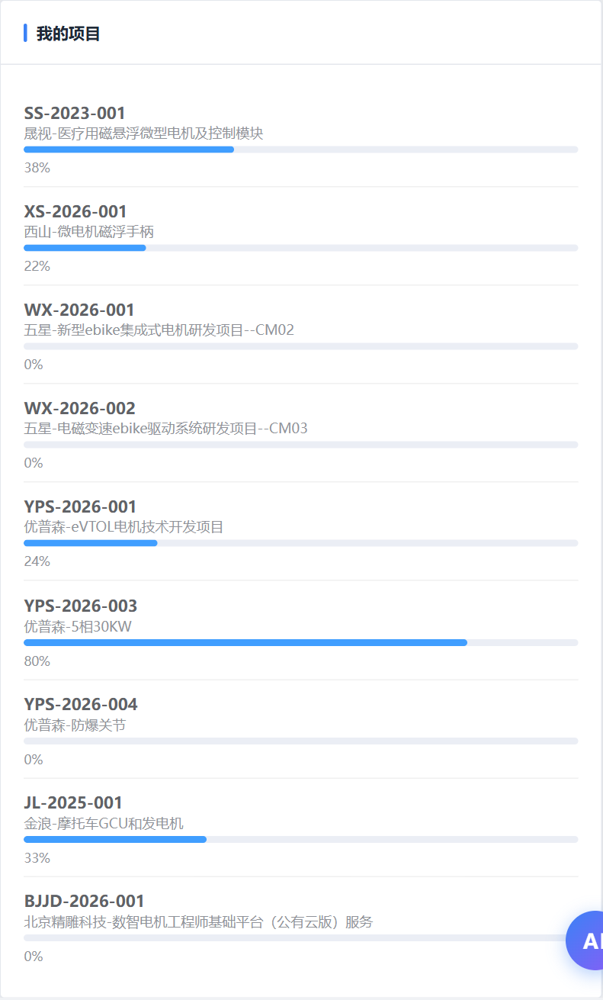 我的项目
SS-2023-001
晟视-医疗用磁悬浮微型电机及控制模块
38%
XS-2026-001
西山-微电机磁浮手柄
22%
WX-2026-001
五星-新型ebike集成式电机研发项目--CM02
0%
WX-2026-002
五星-电磁变速ebike驱动系统研发项目--CM03
0%
YPS-2026-001
优普森-eVTOL电机技术开发项目
24%
YPS-2026-003
优普森-5相30KW
80%
YPS-2026-004
优普森-防爆关节
0%
JL-2025-001
金浪-摩托车GCU和发电机
33%
BJJD-2026-001
北京精雕科技-数智电机工程师基础平台（公有云版）服务
0%
AI